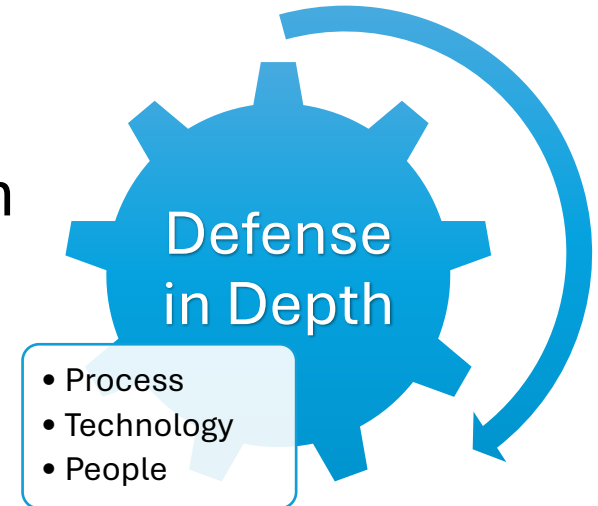 Defense
in Depth
• Process
• Technology
• People